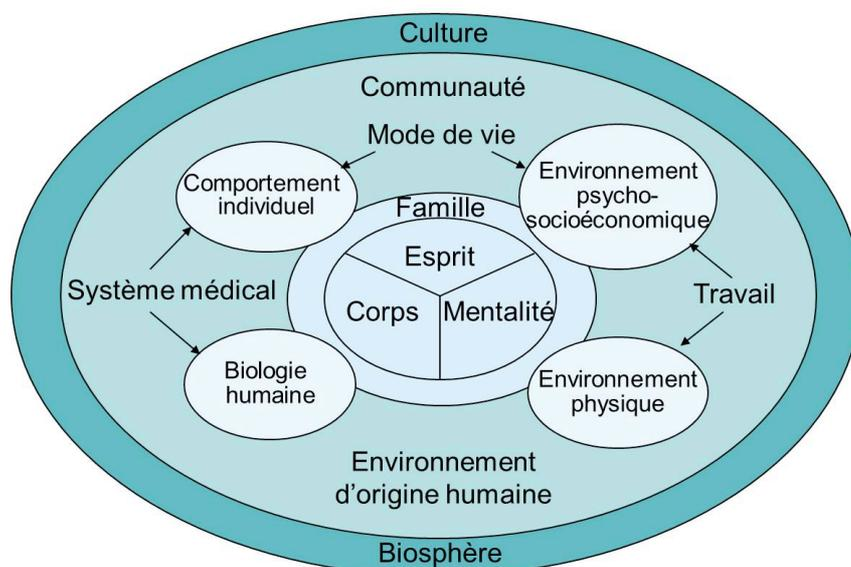 Culture
Communauté
Mode de vie
Comportement
individuel
Environnement
psycho-
socioéconomique
Famille
Esprit
Corps
Mentalité
Système médical
Travail
Biologie
humaine
Environnement
physique
Environnement
d'origine humaine
Biosphère